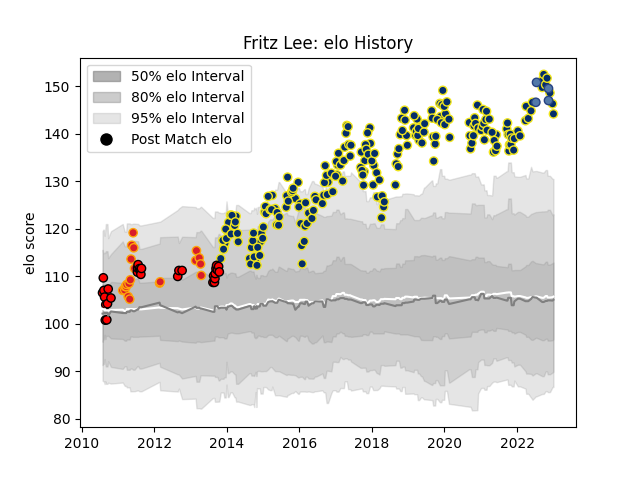 Fritz Lee: elo History
50% elo Interval
80% elo Interval
95% elo Interval
Post Match elo
elo score
150
140
130
120
110
100
90
80
2010 2012 2014 2016 2018 2020 2022